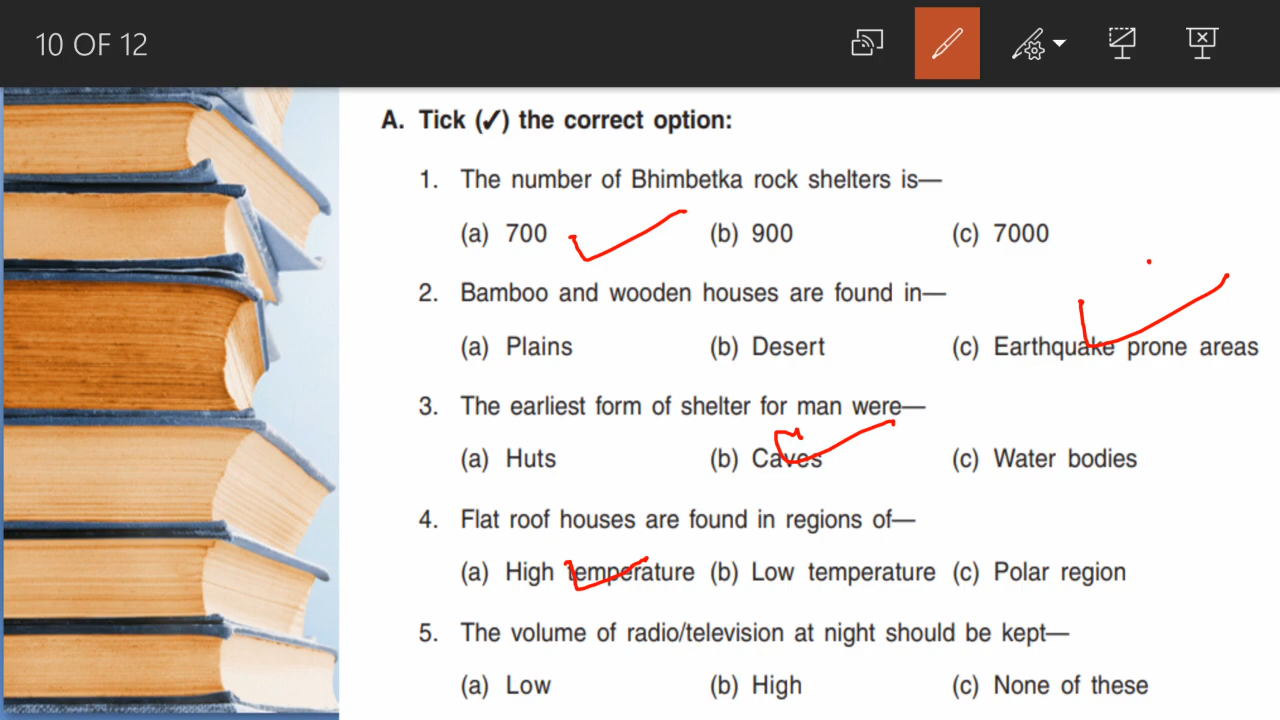 10 OF 12
A. Tick (✓) the correct option:
1. The number of Bhimbetka rock shelters is—
(a) 700 (b) 900 (c) 7000
2. Bamboo and wooden houses are found in—
(a) Plains (b) Desert (c) Earthquake prone areas
3. The earliest form of shelter for man were—
(a) Huts (b) Caves (c) Water bodies
4. Flat roof houses are found in regions of—
(a) High temperature (b) Low temperature (c) Polar region
5. The volume of radio/television at night should be kept—
(a) Low (b) High (c) None of these